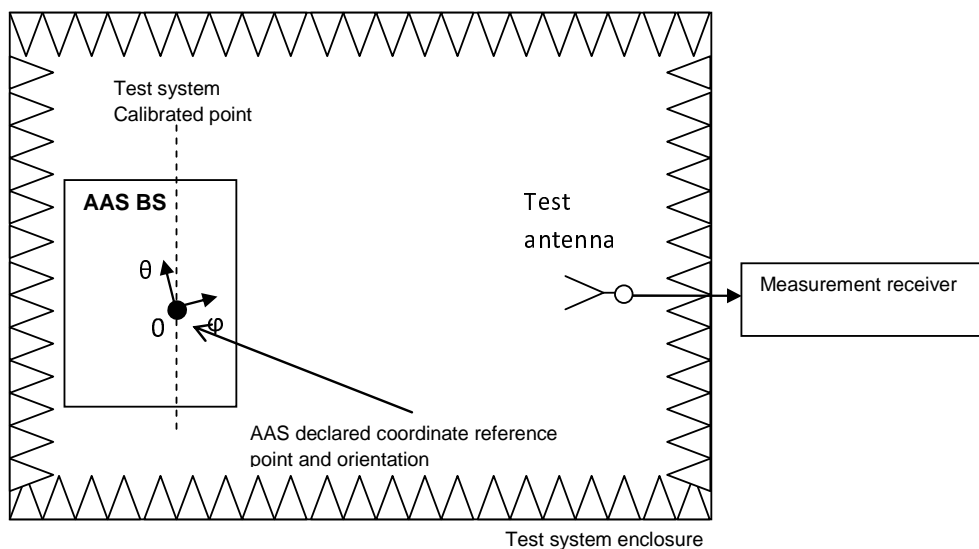 Test system
Calibrated point
AAS BS
Test
antenna
θ
Measurement receiver
0
φ
AAS declared coordinate reference
point and orientation
Test system enclosure